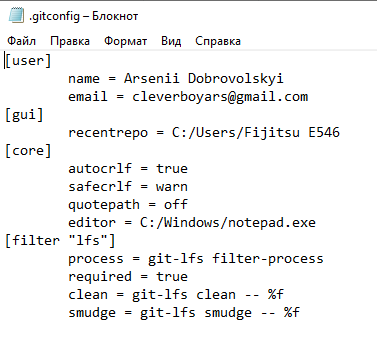 .gitconfig – Блокнот
Файл Правка Формат Вид Справка
[user]
name = Arsenii Dobrovolskyi
email = cleverboyars@gmail.com
[gui]
recentrepo = C:/Users/Fijitsu E546
[core]
autocrlf = true
safecrlf = warn
quotepath = off
editor = C:/Windows/notepad.exe
[filter "lfs"]
process = git-lfs filter-process
required = true
clean = git-lfs clean -- %f
smudge = git-lfs smudge -- %f